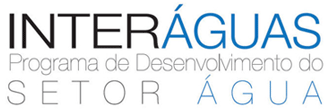 INTERÁGUAS
Programa de Desenvolvimento do
SETOR ÁGUA